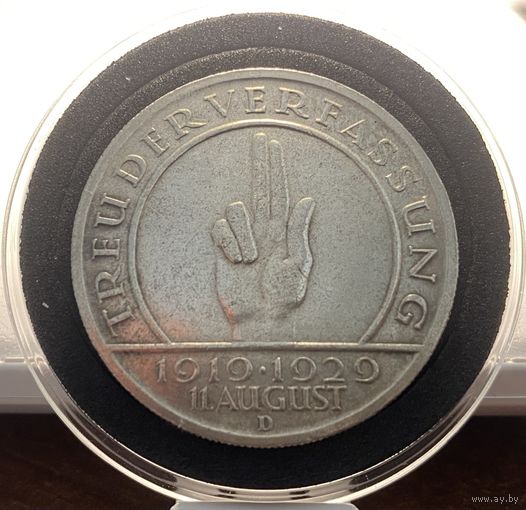 TREU DER VERFASSUNG
1919·1929
11. AUGUST
D
www.ay.by